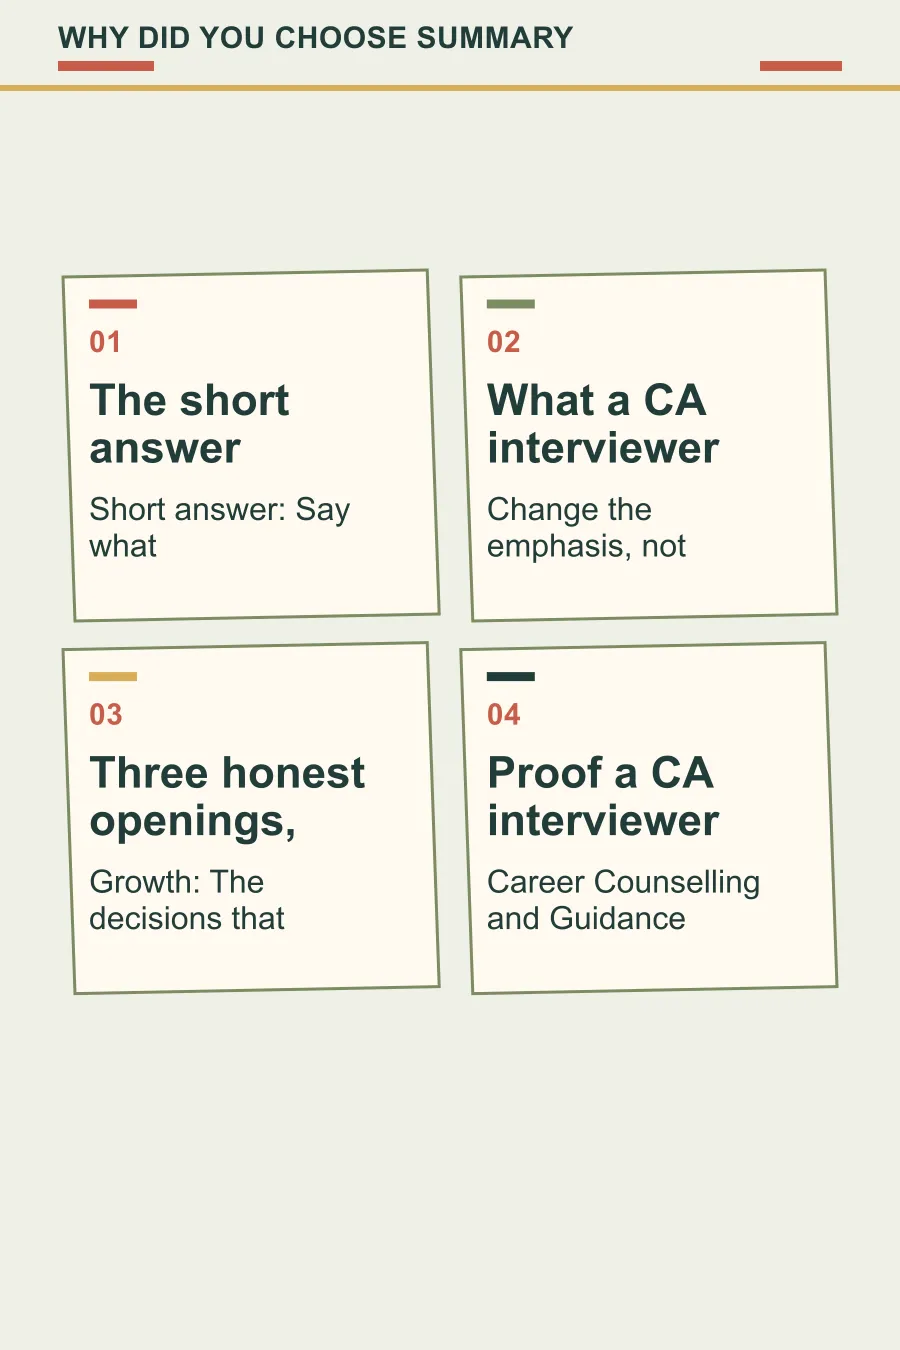 WHY DID YOU CHOOSE SUMMARY
01
The short
answer
Short answer: Say
what
02
What a CA
interviewer
Change the
emphasis, not
03
Three honest
openings,
Growth: The
decisions that
04
Proof a CA
interviewer
Career Counselling
and Guidance